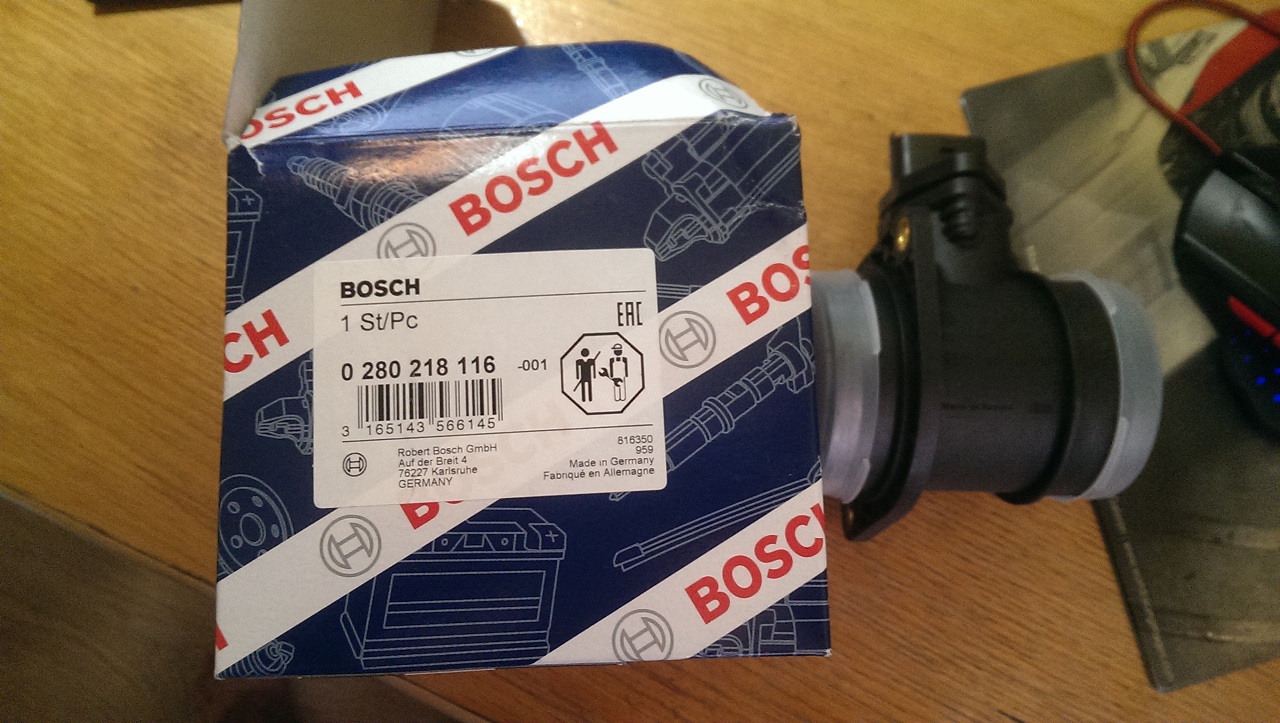 BOSCH
BOSCH
BOSCH
BOSCH
1 St/Pc
EAC
0 280 218 116 -001
3 165143 566145
Robert Bosch GmbH
Auf der Breit 4
76227 Karlsruhe
GERMANY
816350
959
Made in Germany
Fabriqué en Allemagne
BOSCH